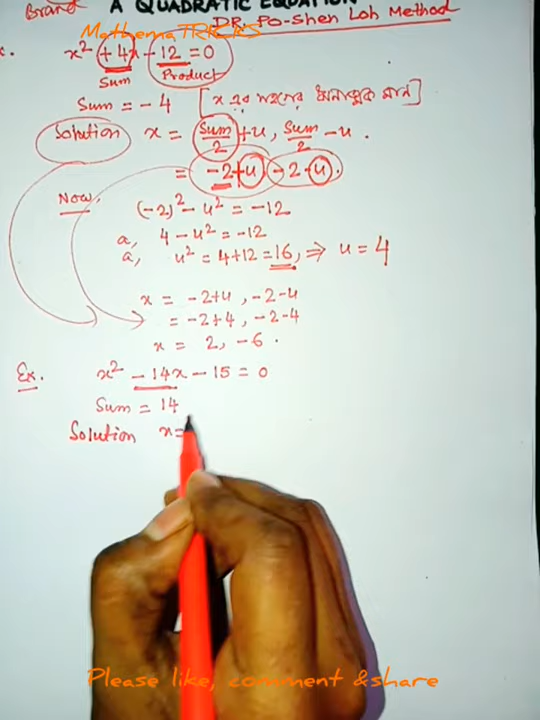 Brand A QUADRATIC EQUATION
DR. Po-Shen Loh Method
MathemaTRICKS
x² + 4x - 12 = 0
Sum Product
Sum = - 4 [x এর সহগের ঋনাত্মক মান]
Solution x = Sum/2 + u, Sum/2 - u.
= -2+u, -2-u.
Now, (-2)² - u² = -12
a, 4 - u² = -12
a, u² = 4+12 = 16, ⇒ u = 4
x = -2+u, -2-u
= -2+4, -2-4
x = 2, -6.
Ex. x² - 14x - 15 = 0
Sum = 14
Solution x=
Please like, comment &share